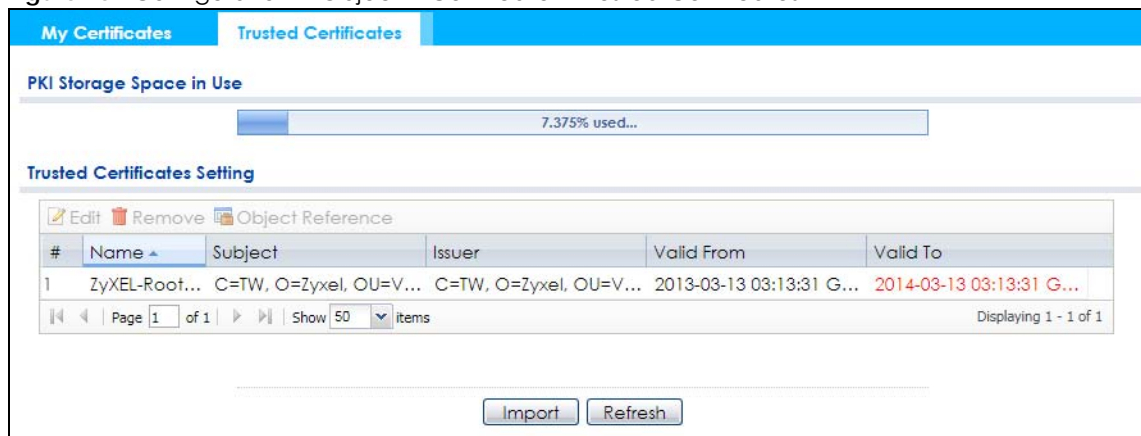 My Certificates Trusted Certificates
PKI Storage Space in Use
7.375% used...
Trusted Certificates Setting
Edit Remove Object Reference
# Name Subject Issuer Valid From Valid To
1 ZyXEL-Root... C=TW, O=Zyxel, OU=V... C=TW, O=Zyxel, OU=V... 2013-03-13 03:13:31 G... 2014-03-13 03:13:31 G...
Page 1 of 1 Show 50 items Displaying 1 - 1 of 1
Import Refresh